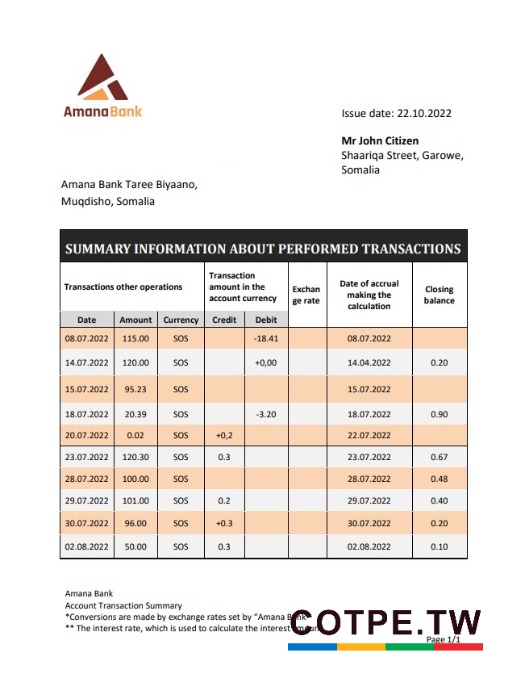 AmanaBank
Issue date: 22.10.2022
Mr John Citizen
Shaariqa Street, Garowe,
Somalia
Amana Bank Taree Biyaano,
Muqdisho, Somalia
SUMMARY INFORMATION ABOUT PERFORMED TRANSACTIONS
Transactions other operations
Transaction
amount in the
account currency
Exchan
ge rate
Date of accrual
making the
calculation
Closing
balance
Date Amount Currency Credit Debit
08.07.2022 115.00 SOS -18.41 08.07.2022
14.07.2022 120.00 SOS +0,00 14.04.2022 0.20
15.07.2022 95.23 SOS 15.07.2022
18.07.2022 20.39 SOS -3.20 18.07.2022 0.90
20.07.2022 0.02 SOS +0,2 22.07.2022
23.07.2022 120.30 SOS 0.3 23.07.2022 0.67
28.07.2022 100.00 SOS 28.07.2022 0.48
29.07.2022 101.00 SOS 0.2 29.07.2022 0.40
30.07.2022 96.00 SOS +0.3 30.07.2022 0.20
02.08.2022 50.00 SOS 0.3 02.08.2022 0.10
Amana Bank
Account Transaction Summary
*Conversions are made by exchange rates set by "Amana
** The interest rate, which is used to calculate the interest
COTPE.TW
Page 1/1